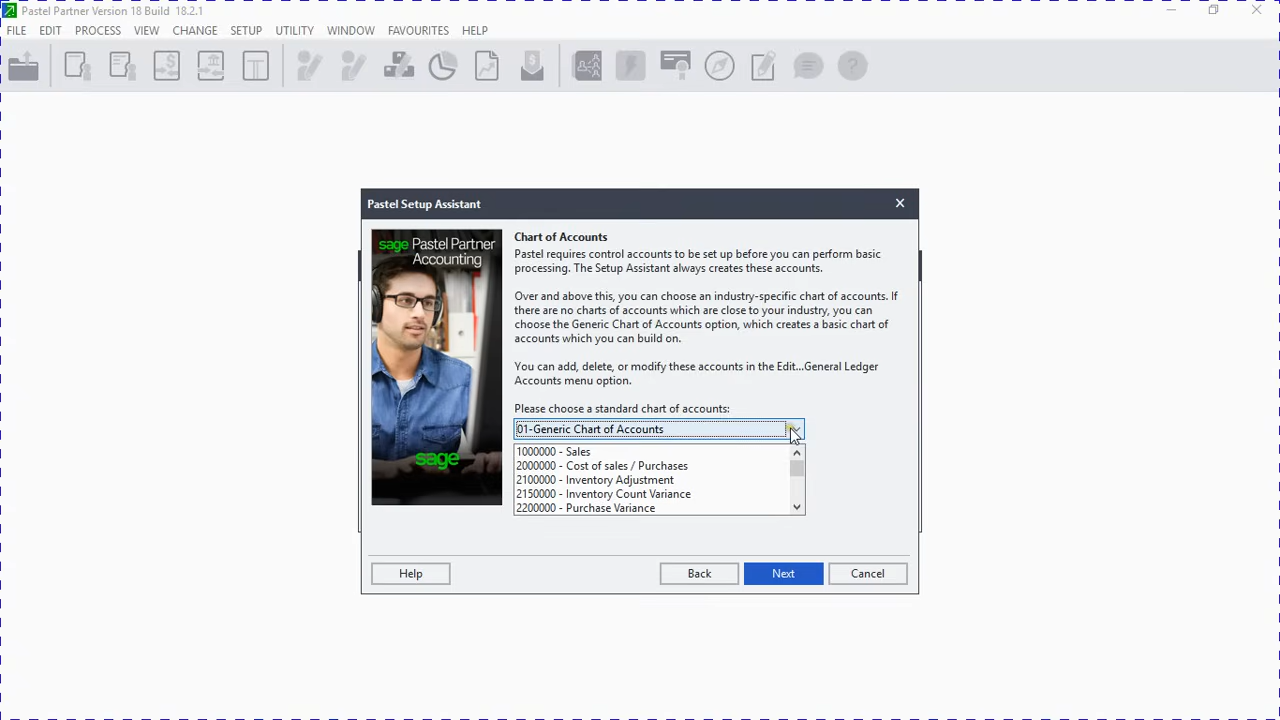 Pastel Partner Version 18 Build 18.2.1
FILE EDIT PROCESS VIEW CHANGE SETUP UTILITY WINDOW FAVOURITES HELP
Pastel Setup Assistant
sage Pastel Partner
Accounting
sage
Chart of Accounts
Pastel requires control accounts to be set up before you can perform basic
processing. The Setup Assistant always creates these accounts.
Over and above this, you can choose an industry-specific chart of accounts. If
there are no charts of accounts which are close to your industry, you can
choose the Generic Chart of Accounts option, which creates a basic chart of
accounts which you can build on.
You can add, delete, or modify these accounts in the Edit...General Ledger
Accounts menu option.
Please choose a standard chart of accounts:
01-Generic Chart of Accounts
1000000 - Sales
2000000 - Cost of sales / Purchases
2100000 - Inventory Adjustment
2150000 - Inventory Count Variance
2200000 - Purchase Variance
Help Back Next Cancel